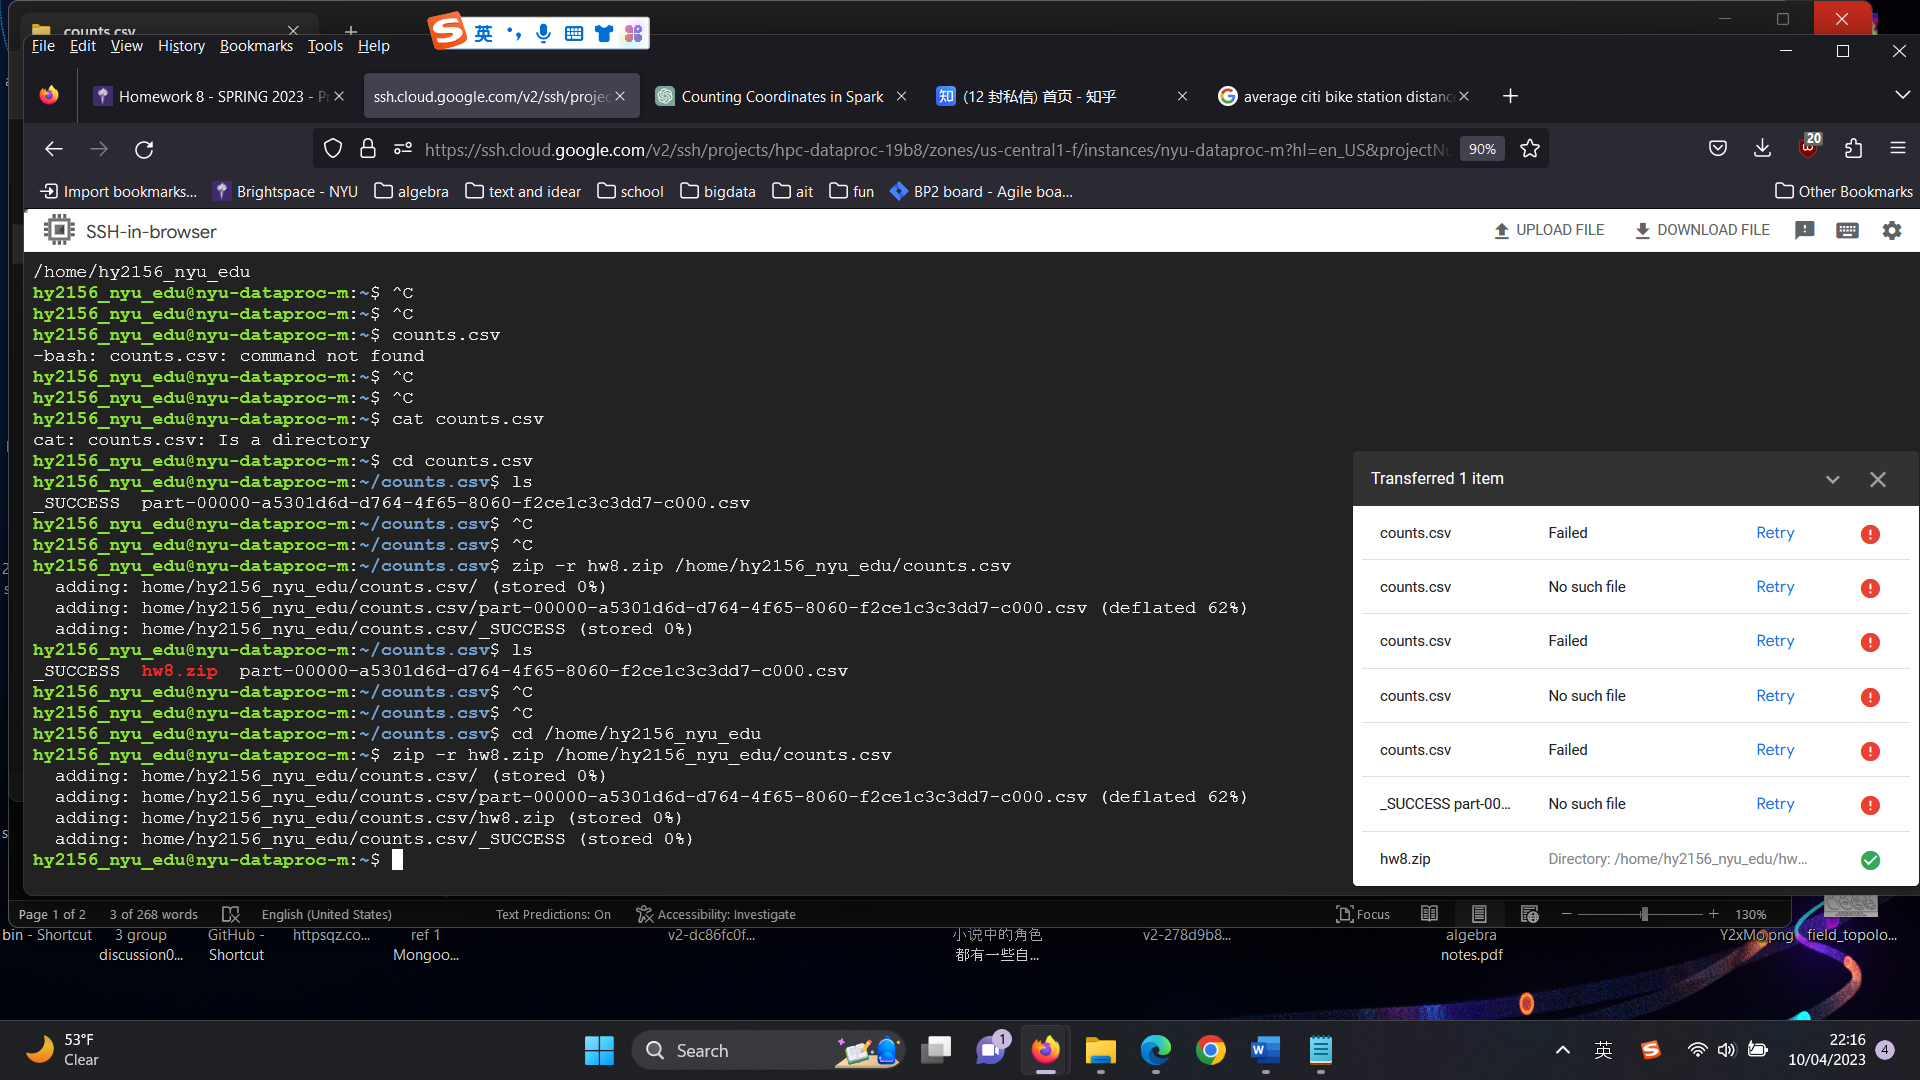 counts.csv
File Edit View History Bookmarks Tools Help
英
Homework 8 - SPRING 2023 - Pr
ssh.cloud.google.com/v2/ssh/projec
Counting Coordinates in Spark
知 (12 封私信) 首页 - 知乎
average citi bike station distanc
https://ssh.cloud.google.com/v2/ssh/projects/hpc-dataproc-19b8/zones/us-central1-f/instances/nyu-dataproc-m?hl=en_US&projectNu
90%
20
Import bookmarks... Brightspace - NYU algebra text and idear school bigdata ait fun BP2 board - Agile boa... Other Bookmarks
SSH-in-browser
UPLOAD FILE DOWNLOAD FILE
/home/hy2156_nyu_edu
hy2156_nyu_edu@nyu-dataproc-m:~$ ^C
hy2156_nyu_edu@nyu-dataproc-m:~$ ^C
hy2156_nyu_edu@nyu-dataproc-m:~$ counts.csv
-bash: counts.csv: command not found
hy2156_nyu_edu@nyu-dataproc-m:~$ ^C
hy2156_nyu_edu@nyu-dataproc-m:~$ ^C
hy2156_nyu_edu@nyu-dataproc-m:~$ cat counts.csv
cat: counts.csv: Is a directory
hy2156_nyu_edu@nyu-dataproc-m:~$ cd counts.csv
hy2156_nyu_edu@nyu-dataproc-m:~/counts.csv$ ls
_SUCCESS  part-00000-a5301d6d-d764-4f65-8060-f2ce1c3c3dd7-c000.csv
hy2156_nyu_edu@nyu-dataproc-m:~/counts.csv$ ^C
hy2156_nyu_edu@nyu-dataproc-m:~/counts.csv$ ^C
hy2156_nyu_edu@nyu-dataproc-m:~/counts.csv$ zip -r hw8.zip /home/hy2156_nyu_edu/counts.csv
  adding: home/hy2156_nyu_edu/counts.csv/ (stored 0%)
  adding: home/hy2156_nyu_edu/counts.csv/part-00000-a5301d6d-d764-4f65-8060-f2ce1c3c3dd7-c000.csv (deflated 62%)
  adding: home/hy2156_nyu_edu/counts.csv/_SUCCESS (stored 0%)
hy2156_nyu_edu@nyu-dataproc-m:~/counts.csv$ ls
_SUCCESS  hw8.zip  part-00000-a5301d6d-d764-4f65-8060-f2ce1c3c3dd7-c000.csv
hy2156_nyu_edu@nyu-dataproc-m:~/counts.csv$ ^C
hy2156_nyu_edu@nyu-dataproc-m:~/counts.csv$ ^C
hy2156_nyu_edu@nyu-dataproc-m:~/counts.csv$ cd /home/hy2156_nyu_edu
hy2156_nyu_edu@nyu-dataproc-m:~$ zip -r hw8.zip /home/hy2156_nyu_edu/counts.csv
  adding: home/hy2156_nyu_edu/counts.csv/ (stored 0%)
  adding: home/hy2156_nyu_edu/counts.csv/part-00000-a5301d6d-d764-4f65-8060-f2ce1c3c3dd7-c000.csv (deflated 62%)
  adding: home/hy2156_nyu_edu/counts.csv/hw8.zip (stored 0%)
  adding: home/hy2156_nyu_edu/counts.csv/_SUCCESS (stored 0%)
hy2156_nyu_edu@nyu-dataproc-m:~$
Transferred 1 item
counts.csv Failed Retry
counts.csv No such file Retry
counts.csv Failed Retry
counts.csv No such file Retry
counts.csv Failed Retry
_SUCCESS part-00... No such file Retry
hw8.zip Directory: /home/hy2156_nyu_edu/hw...
Page 1 of 2 3 of 268 words English (United States) Text Predictions: On Accessibility: Investigate Focus 130%
bin - Shortcut
3 group
discussion0...
GitHub -
Shortcut
httpsqz.co...
ref 1
Mongoo...
v2-dc86fc0f...
小说中的角色
都有一些自...
v2-278d9b8...
algebra
notes.pdf
Y2xMo.png
field_topolo...
53°F
Clear
Search
1
英
22:16
10/04/2023
4